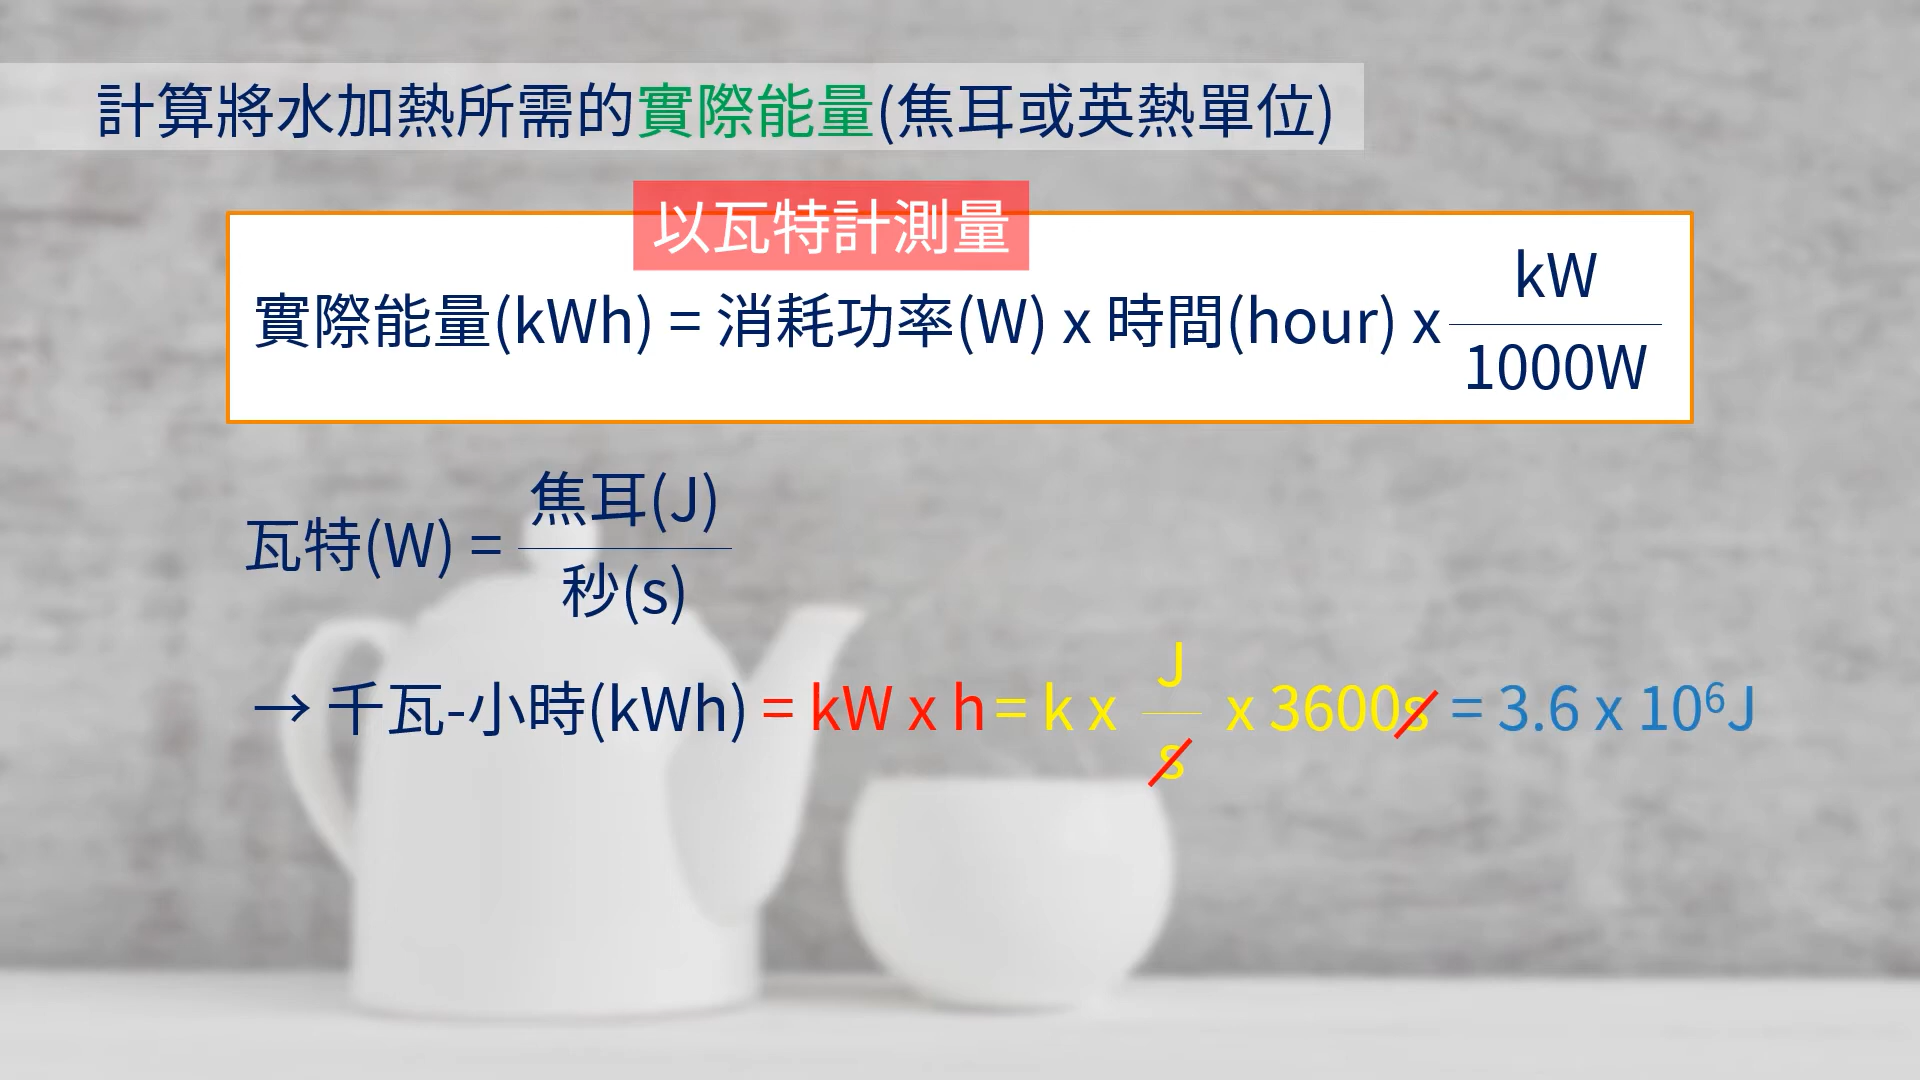 計算將水加熱所需的實際能量(焦耳或英熱單位)
以瓦特計測量
實際能量(kWh) = 消耗功率(W) x 時間(hour) x kW
1000W
瓦特(W) = 焦耳(J)
秒(s)
→ 千瓦-小時(kWh) = kW x h = k x J x 3600s = 3.6 x 10⁶J
s